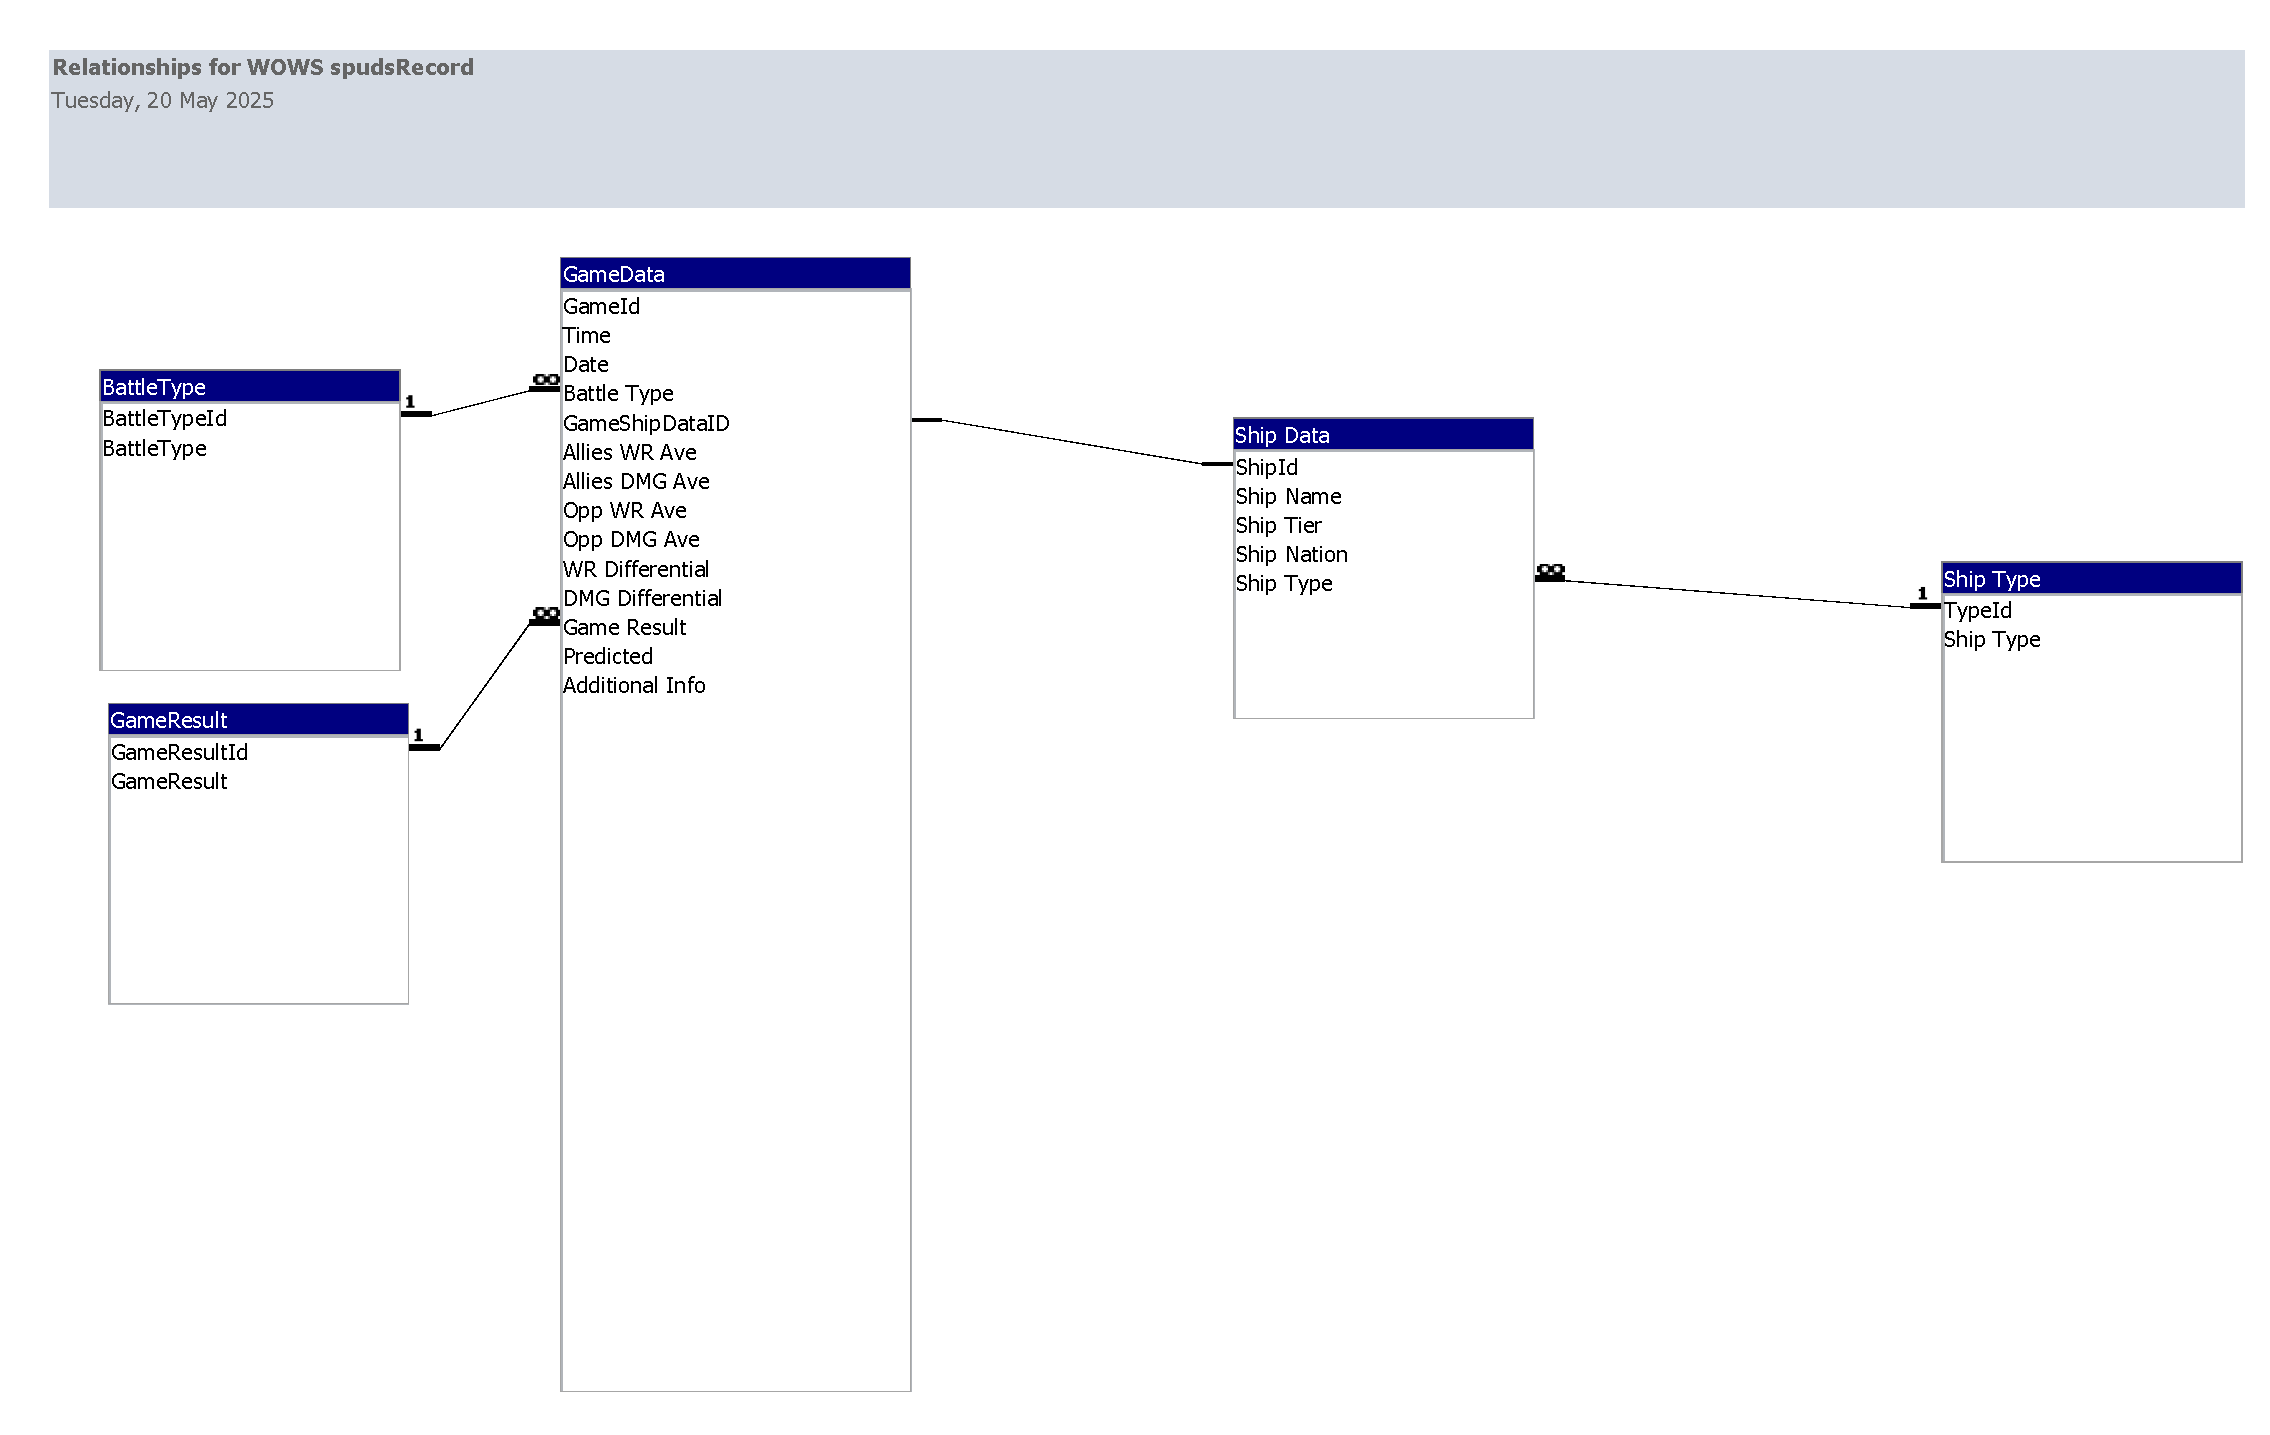 Relationships for WOWS spudsRecord
Tuesday, 20 May 2025
BattleType
BattleTypeId
BattleType
1
∞
GameResult
GameResultId
GameResult
1
∞
GameData
GameId
Time
Date
Battle Type
GameShipDataID
Allies WR Ave
Allies DMG Ave
Opp WR Ave
Opp DMG Ave
WR Differential
DMG Differential
Game Result
Predicted
Additional Info
Ship Data
ShipId
Ship Name
Ship Tier
Ship Nation
Ship Type
∞
1
Ship Type
TypeId
Ship Type